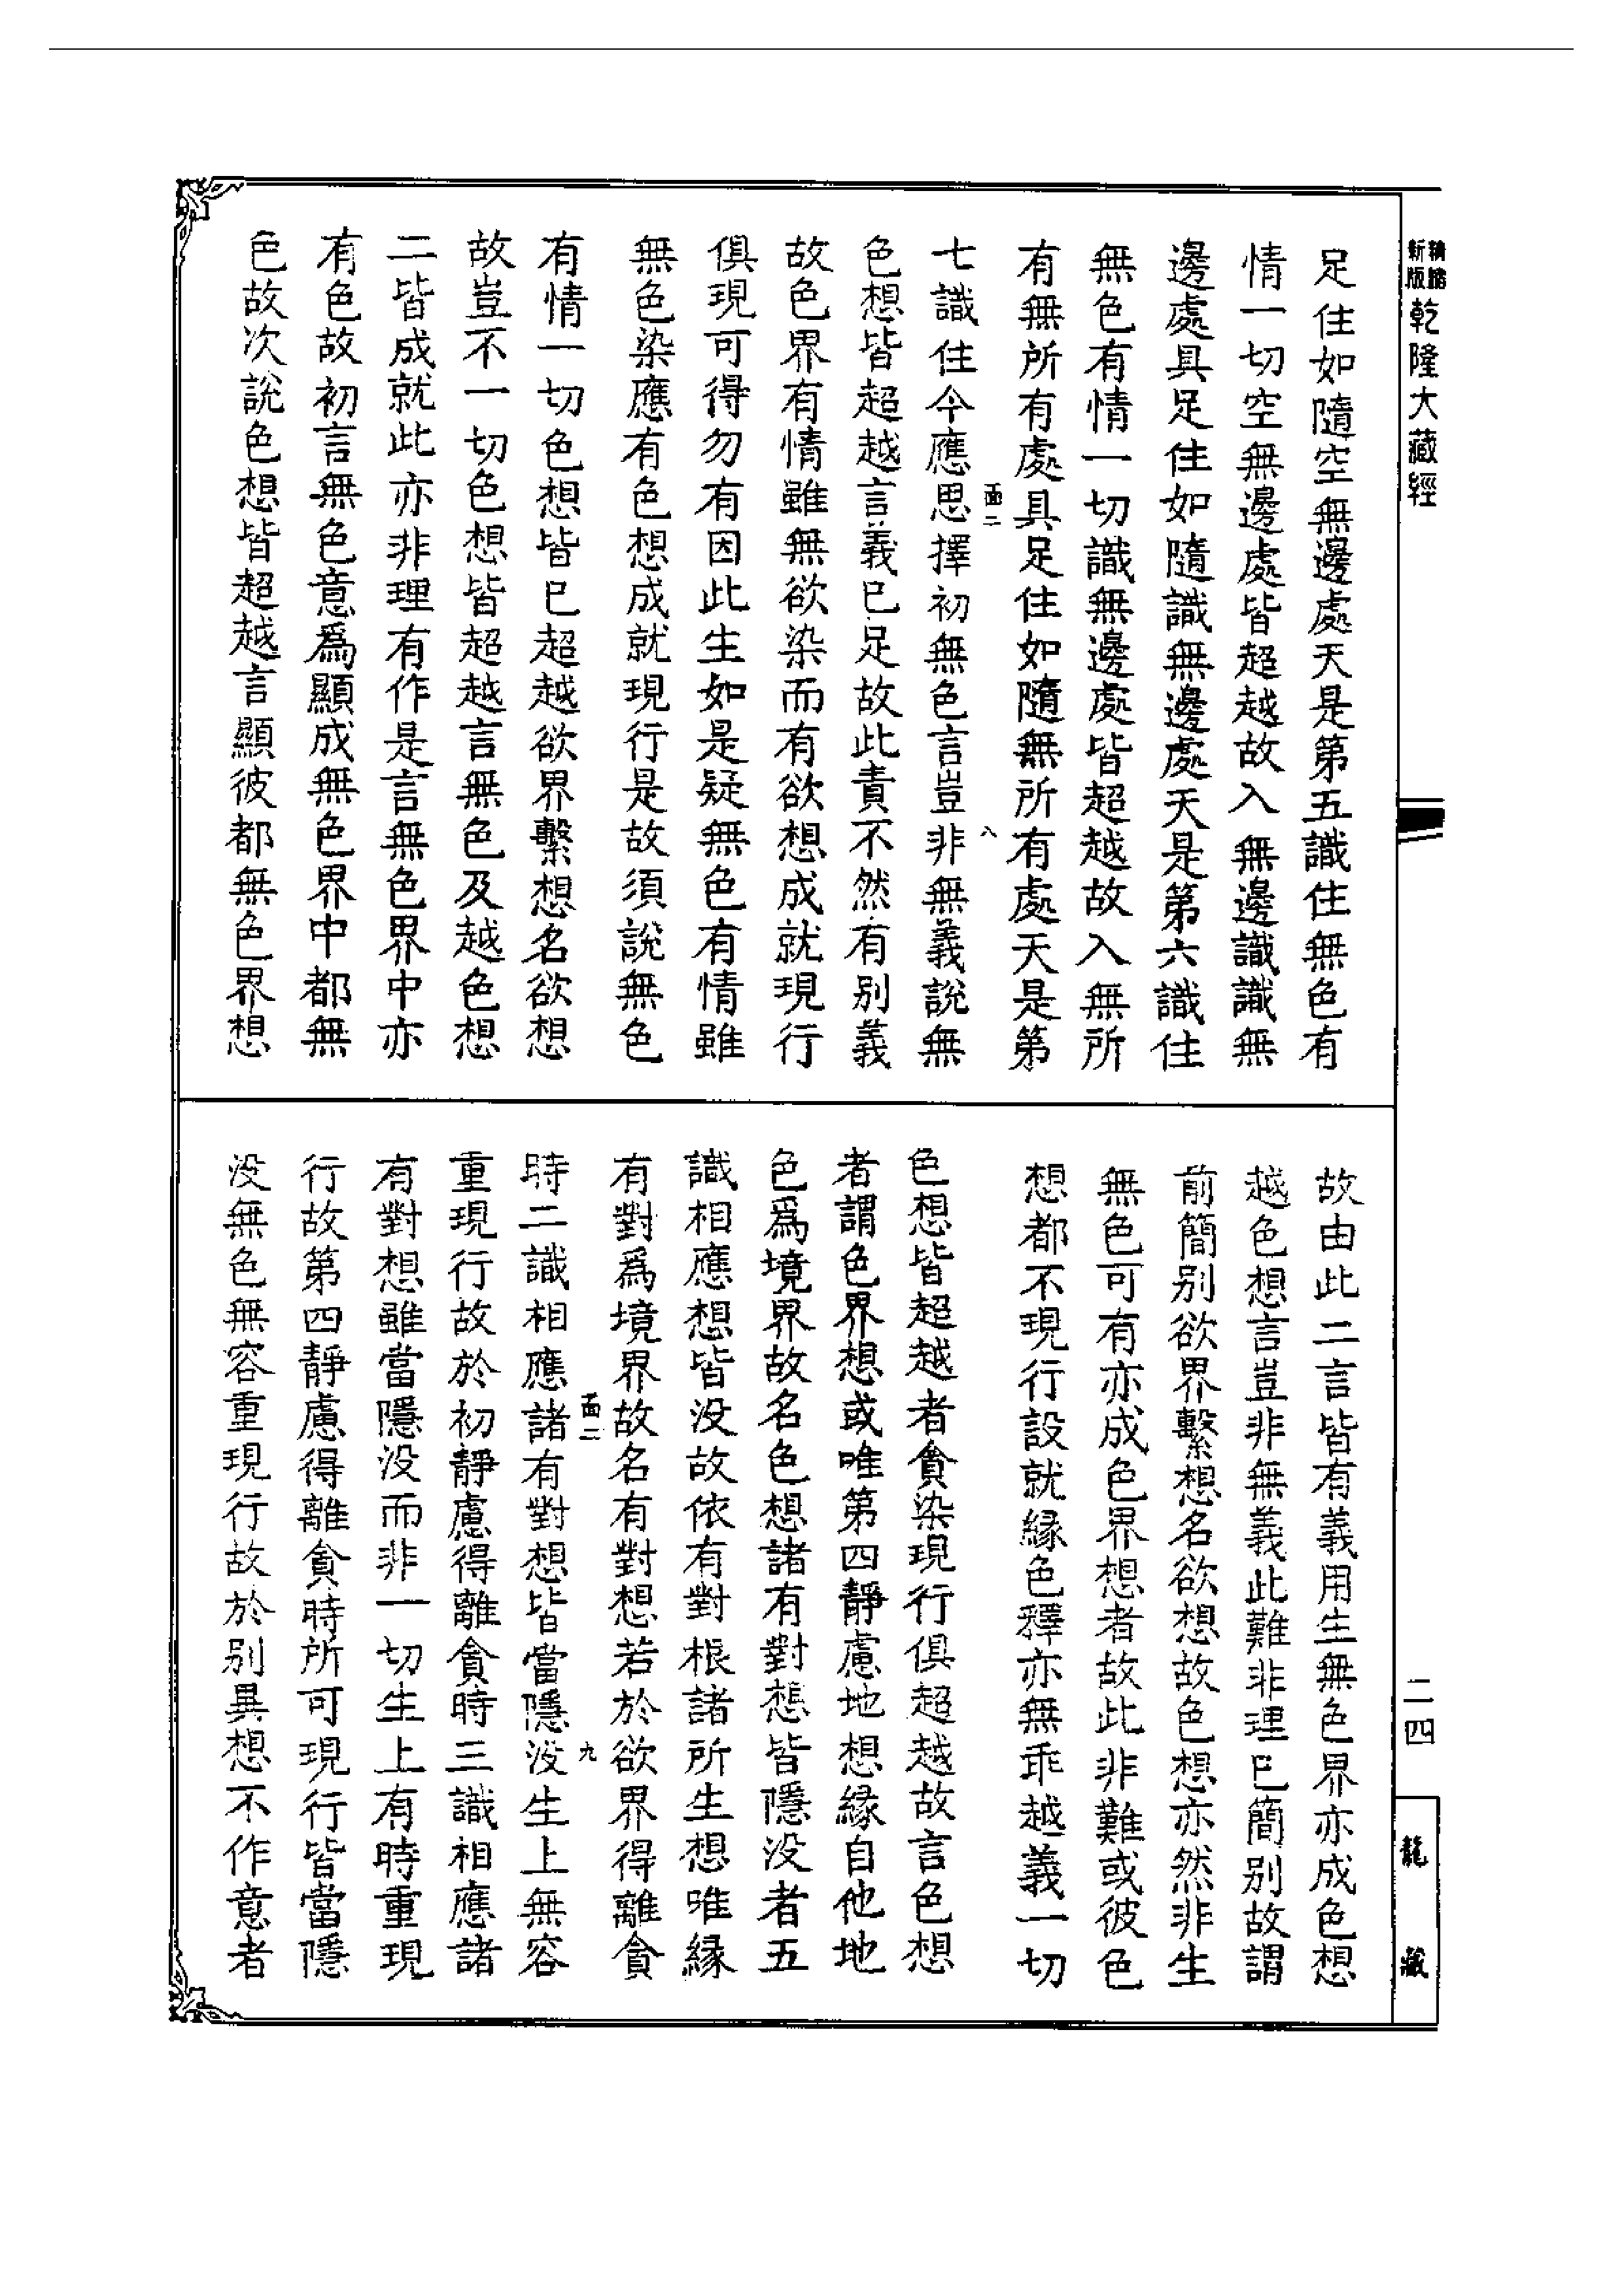 新版
精縮
乾隆大藏經
足住如隨空無邊處天是第五識住無色有
情一切空無邊處皆超越故入無邊識識無
邊處具足住如隨識無邊處天是第六識住
無色有情一切識無邊處皆超越故入無所
有無所有處具足住如隨無所有處天是第
面二
八
七識住今應思擇初無色言豈非無義說無
色想皆超越言義已足故此責不然有別義
故色界有情雖無欲染而有欲想成就現行
俱現可得勿有因此生如是疑無色有情雖
無色染應有色想成就現行是故須說無色
有情一切色想皆已超越欲界繫想名欲想
故豈不一切色想皆超越言無色及越色想
二皆成就此亦非理有作是言無色界中亦
有色故初言無色意爲顯成無色界中都無
色故次說色想皆超越言顯彼都無色界想
故由此二言皆有義用生無色界亦成色想
越色想言豈非無義此難非理已簡別故謂
前簡別欲界繫想名欲想故色想亦然非生
無色可有亦成色界想者故此非難或彼色
想都不現行設就緣色釋亦無乖越義一切
色想皆超越者貪染現行俱超越故言色想
者謂色界想或唯第四靜慮地想緣自他地
色爲境界故名色想諸有對想皆隱没者五
識相應想皆没故依有對根諸所生想唯緣
有對爲境界故名有對想若於欲界得離貪
面二
九
時二識相應諸有對想皆當隱没生上無容
重現行故於初靜慮得離貪時三識相應諸
有對想雖當隱没而非一切生上有時重現
行故第四靜慮得離貪時所可現行皆當隱
没無色無容重現行故於別異想不作意者
二四
龍藏